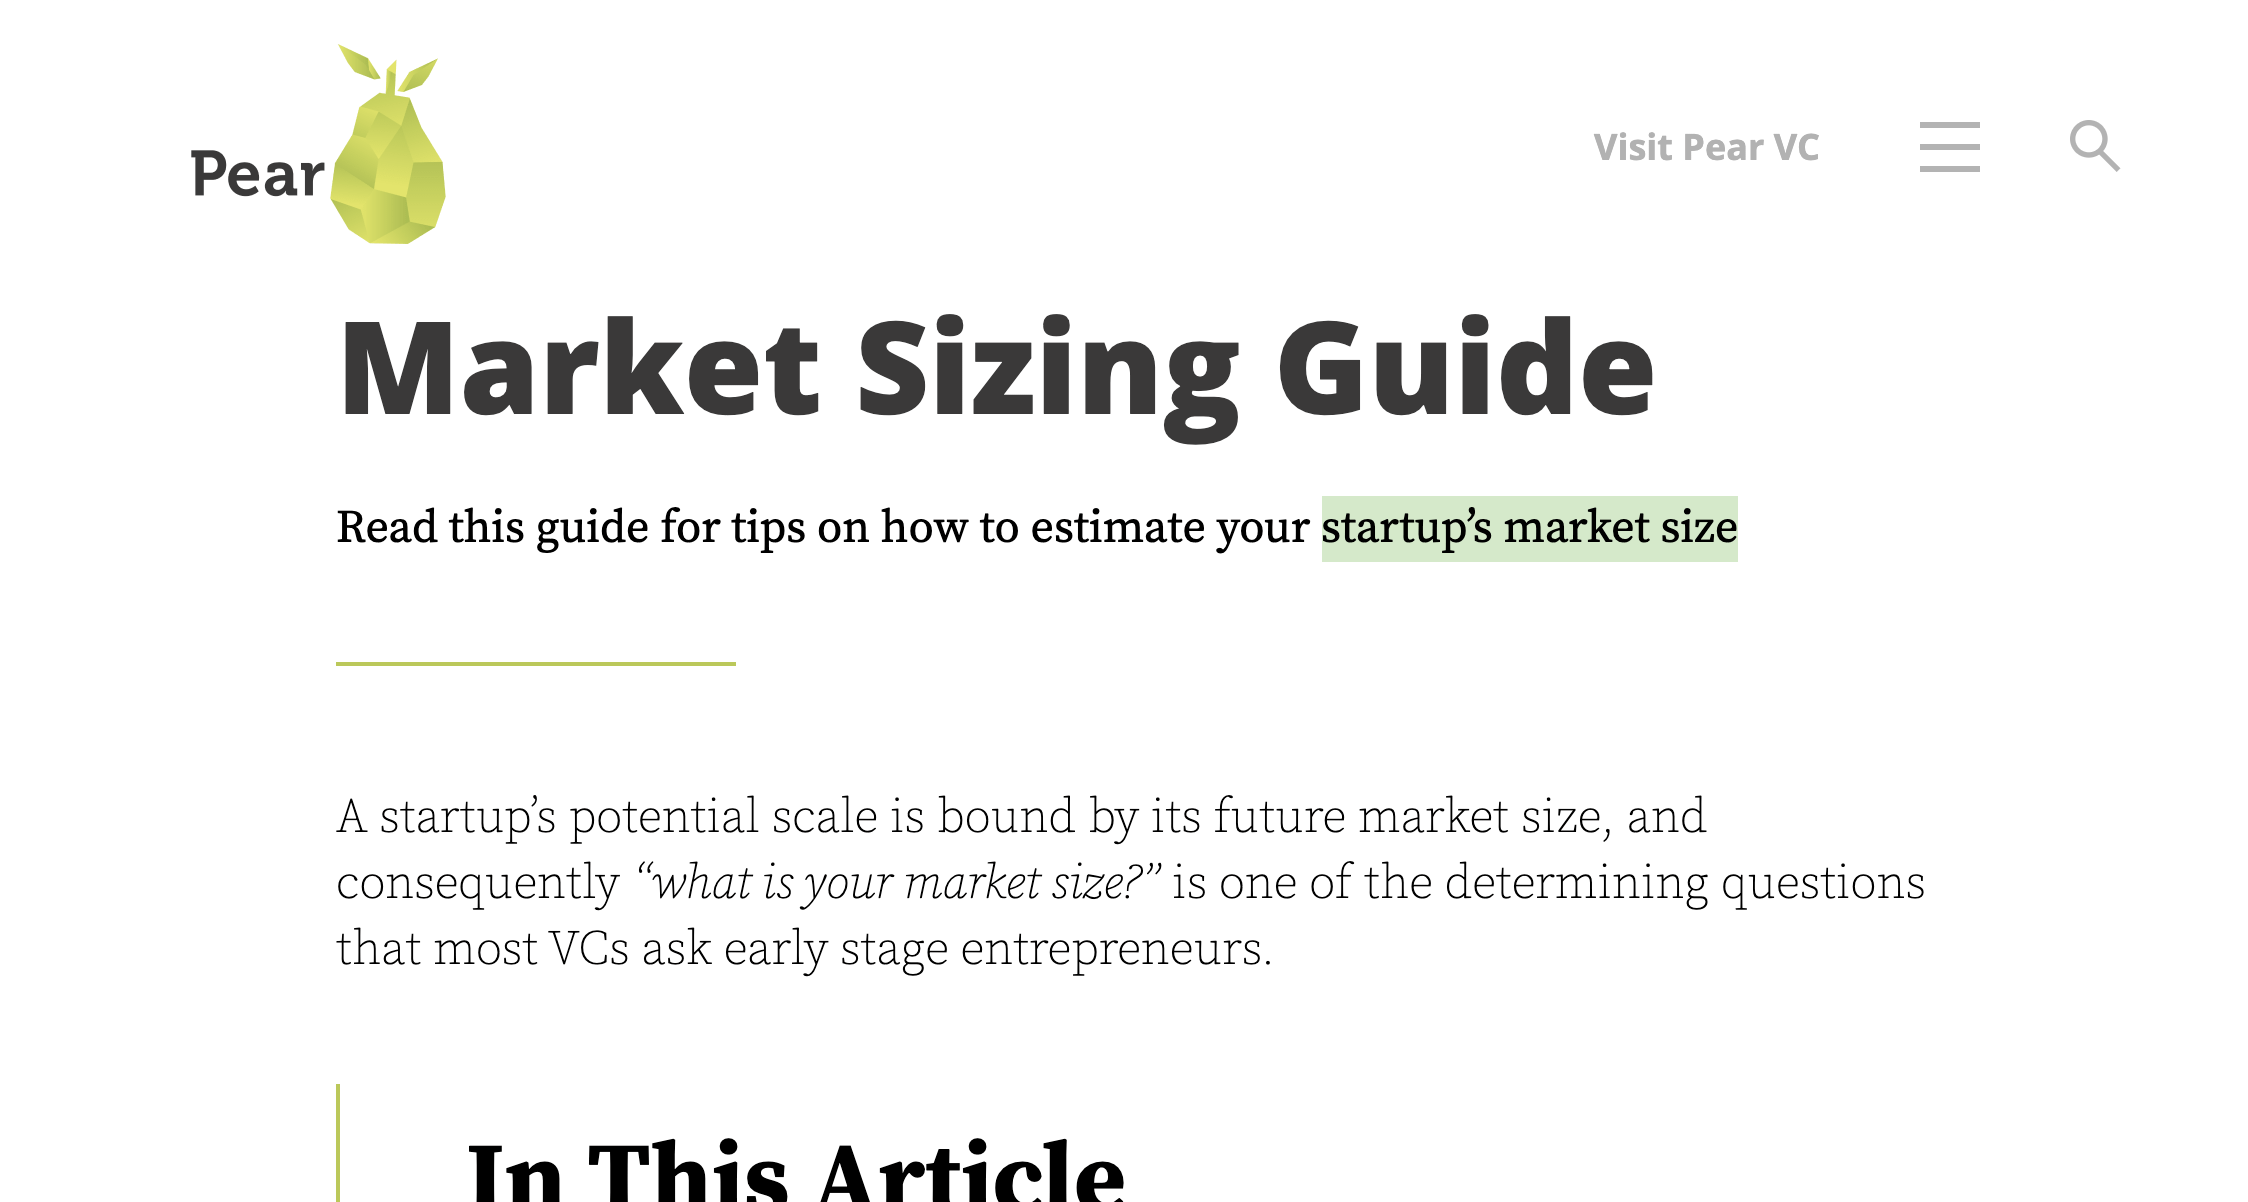 Pear
Visit Pear VC
Market Sizing Guide
Read this guide for tips on how to estimate your startup’s market size
A startup’s potential scale is bound by its future market size, and
consequently “what is your market size?” is one of the determining questions
that most VCs ask early stage entrepreneurs.
In This Article